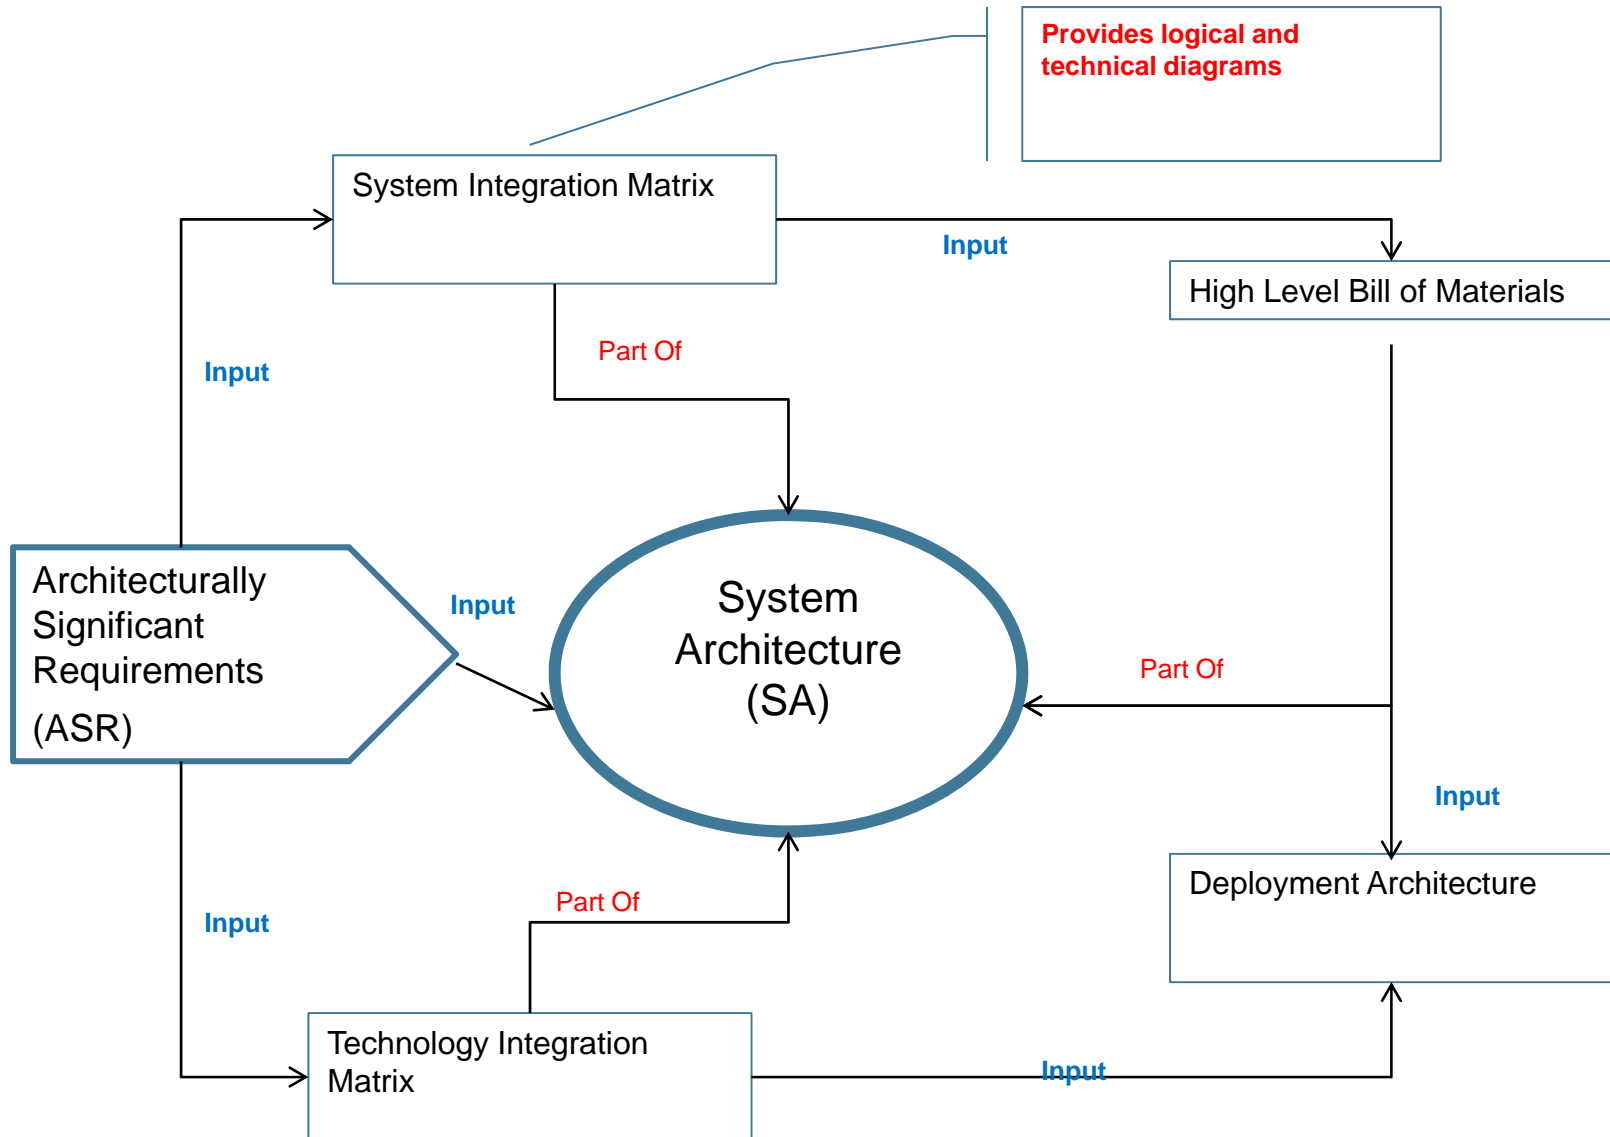 Provides logical and
technical diagrams
System Integration Matrix
Input
High Level Bill of Materials
Part Of
Input
Architecturally
Significant
Requirements
(ASR)
Input
System
Architecture
(SA)
Part Of
Input
Deployment Architecture
Part Of
Input
Technology Integration
Matrix
Input